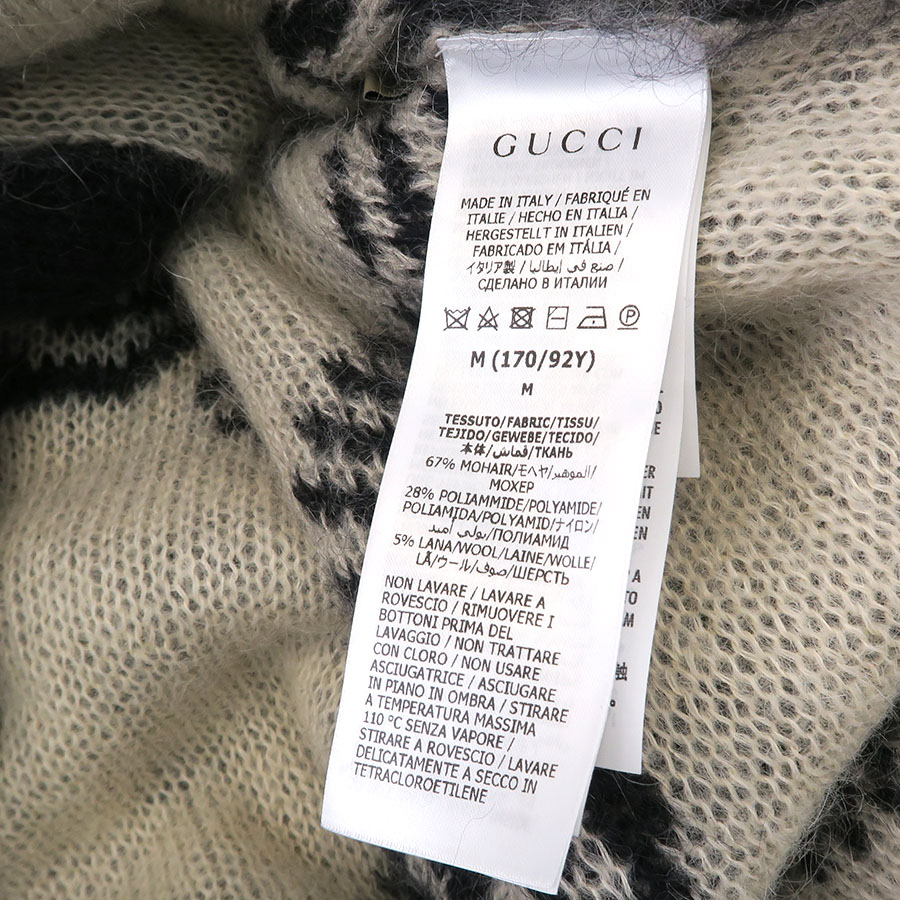 GUCCI
MADE IN ITALY / FABRIQUÉ EN
ITALIE / HECHO EN ITALIA /
HERGESTELLT IN ITALIEN /
FABRICADO EM ITÁLIA /
イタリア製 / صنع في إيطاليا /
СДЕЛАНО В ИТАЛИИ
P
M (170/92Y)
M
TESSUTO/FABRIC/TISSU/
TEJIDO/GEWEBE/TECIDO/
本体/قماش/ТКАНЬ
67% MOHAIR/モヘヤ/الموهير/
МОХЕР
28% POLIAMMIDE/POLYAMIDE/
POLIAMIDA/POLYAMID/ナイロン/
بولي أميد/ПОЛИАМИД
5% LANA/WOOL/LAINE/WOLLE/
LÃ/ウール/صوف/ШЕРСТЬ
NON LAVARE / LAVARE A
ROVESCIO / RIMUOVERE I
BOTTONI PRIMA DEL
LAVAGGIO / NON TRATTARE
CON CLORO / NON USARE
ASCIUGATRICE / ASCIUGARE
IN PIANO IN OMBRA / STIRARE
A TEMPERATURA MASSIMA
110 °C SENZA VAPORE /
STIRARE A ROVESCIO / LAVARE
DELICATAMENTE A SECCO IN
TETRACLOROETILENE